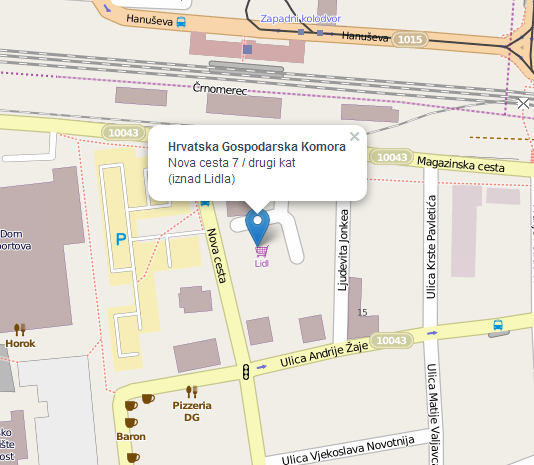 Zapadni kolodvor
Hanuševa
Hanuševa
1015
Črnomerec
10043
10043
Magazinska cesta
×
Hrvatska Gospodarska Komora
Nova cesta 7 / drugi kat
(iznad Lidla)
Dom
P
Nova cesta
Lidl
Ljudevita Jonkea
Ulica Krste Pavletića
15
Horok
10043
Ulica Andrije Žaje
Pizzeria
DG
Baron
Ulica Matije Valjavca
Ulica Vjekoslava Novotnija